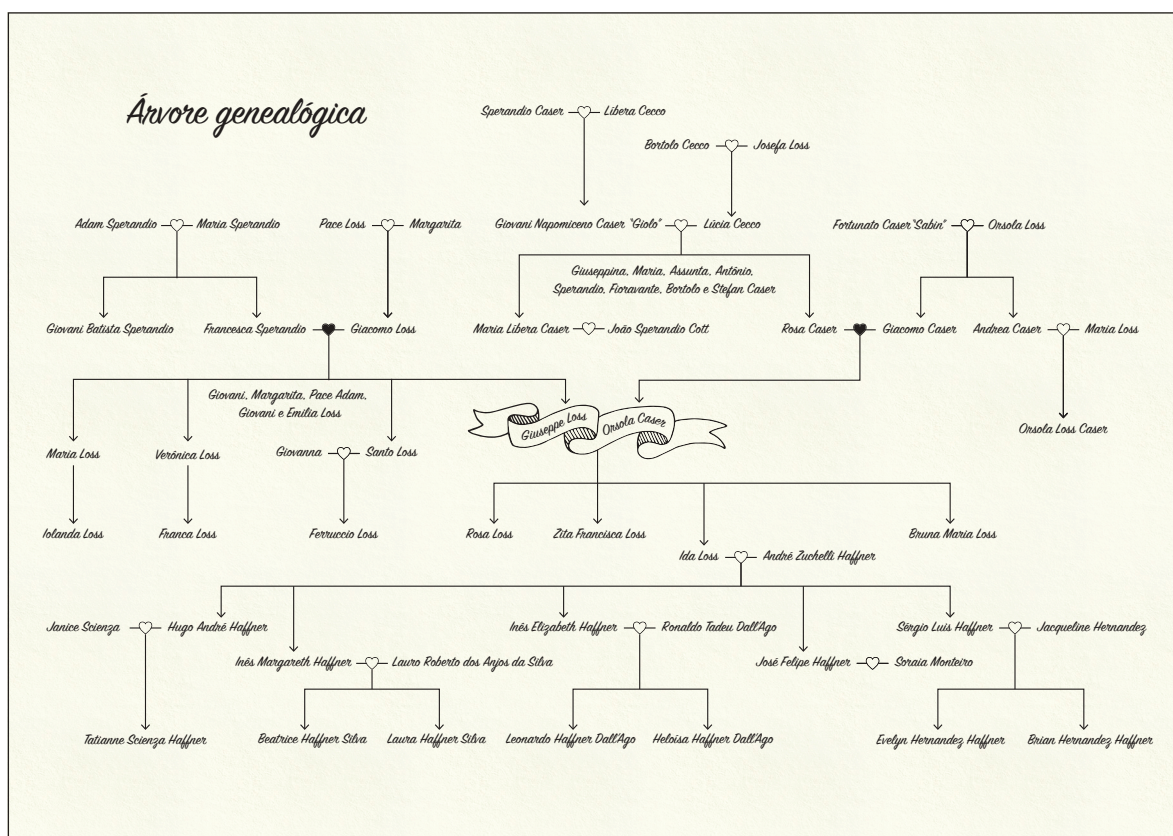 Árvore genealógica
Sperandio Caser Libera Cecco
Bortolo Cecco Josefa Loss
Adam Sperandio Maria Sperandio Pace Loss Margarita Giovani Napomiceno Caser "Giolo" Lúcia Cecco Fortunato Caser "Sabin" Orsola Loss
Giuseppina, Maria, Assunta, Antônio,
Sperandio, Fioravante, Bortolo e Stefan Caser
Giovani Batista Sperandio Francesca Sperandio Giacomo Loss Maria Libera Caser João Sperandio Cott Rosa Caser Giacomo Caser Andrea Caser Maria Loss
Giovani, Margarita, Pace Adam,
Giovani e Emilia Loss
Giuseppe Loss Orsola Caser
Orsola Loss Caser
Maria Loss Verônica Loss Giovanna Santo Loss
Iolanda Loss Franca Loss Ferruccio Loss Rosa Loss Zita Francisca Loss Bruna Maria Loss
Ida Loss André Zuchelli Haffner
Janice Scienza Hugo André Haffner Inês Elizabeth Haffner Ronaldo Tadeu Dall'Ago Sérgio Luis Haffner Jacqueline Hernandez
Inês Margareth Haffner Lauro Roberto dos Anjos da Silva José Felipe Haffner Soraia Monteiro
Tatianne Scienza Haffner Beatrice Haffner Silva Laura Haffner Silva Leonardo Haffner Dall'Ago Heloísa Haffner Dall'Ago Evelyn Hernandez Haffner Brian Hernandez Haffner